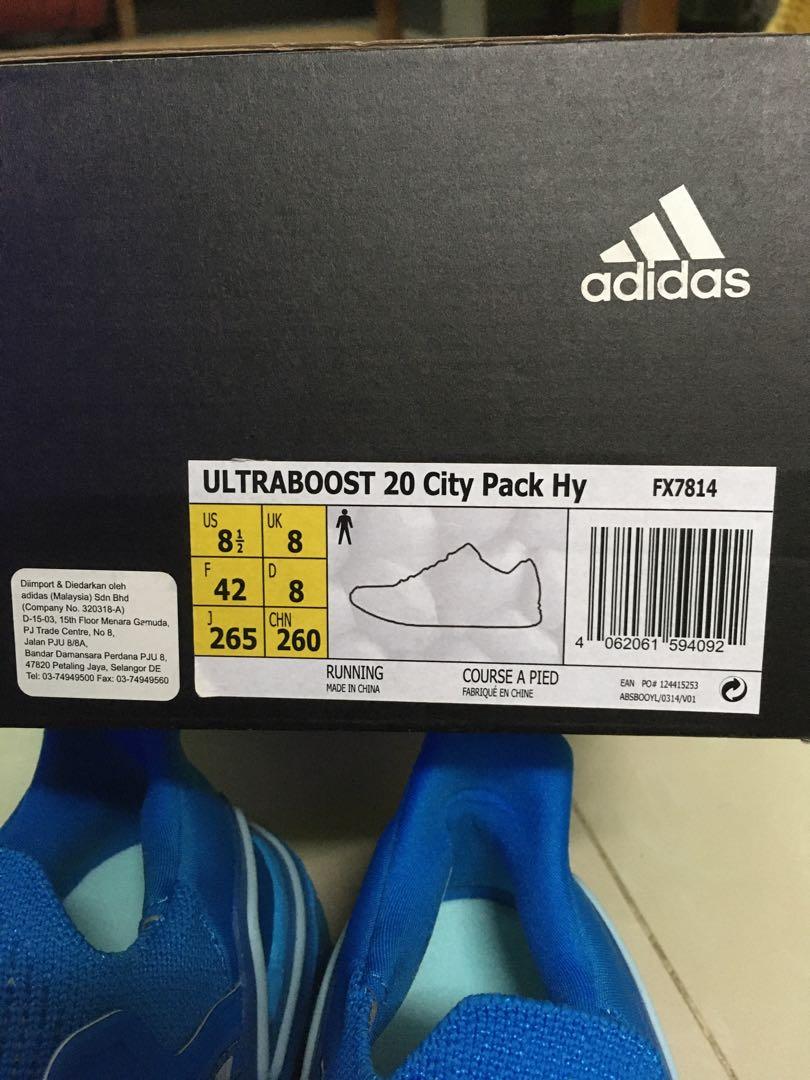 adidas
ULTRABOOST 20 City Pack Hy FX7814
US 8½ UK 8
F 42 D 8
J 265 CHN 260
4 062061 594092
RUNNING
MADE IN CHINA
COURSE A PIED
FABRIQUÉ EN CHINE
EAN PO# 124415253
ABSBOOYL/0314/V01
Diimport & Diedarkan oleh
adidas (Malaysia) Sdn Bhd
(Company No. 320318-A)
D-15-03, 15th Floor Menara Gamuda,
PJ Trade Centre, No 8,
Jalan PJU 8/8A,
Bandar Damansara Perdana PJU 8,
47820 Petaling Jaya, Selangor DE
Tel: 03-74949500 Fax: 03-74949560